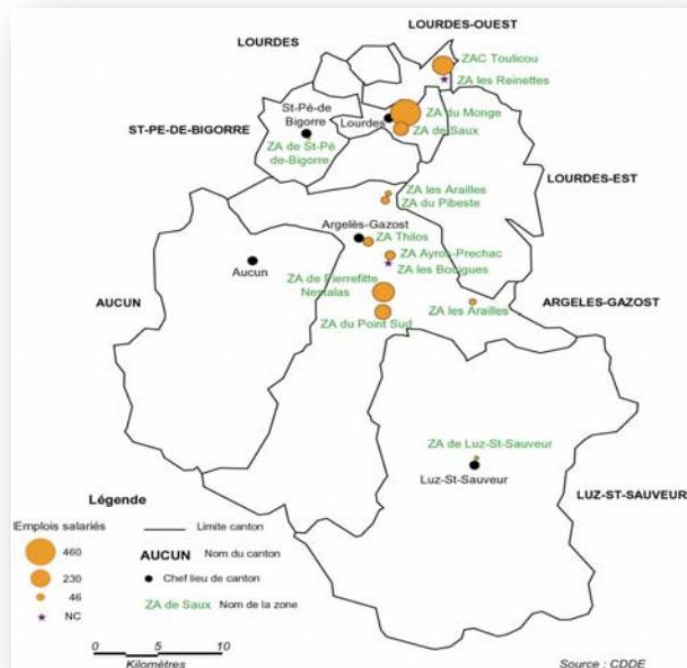 LOURDES-OUEST
LOURDES
ZAC Toulicou
ZA les Reinettes
St-Pé-de
Bigorre
Lourdes
ZA du Monge
ST-PE-DE-BIGORRE
ZA de Saux
ZA de St-Pé
de-Bigorre
LOURDES-EST
ZA les Arailles
ZA du Pibeste
Argelès-Gazost
ZA Thilos
ZA Ayros-Prechac
ZA les Bouigues
Aucun
ZA de Pierrefitte
Nestalas
AUCUN
ZA les Arailles
ARGELES-GAZOST
ZA du Point Sud
ZA de Luz-St-Sauveur
Luz-St-Sauveur
LUZ-ST-SAUVEUR
Légende
Emplois salariés
460
230
46
NC
Limite canton
AUCUN Nom du canton
Chef lieu de canton
ZA de Saux Nom de la zone
0 5 10
Kilomètres
Source : CDDE